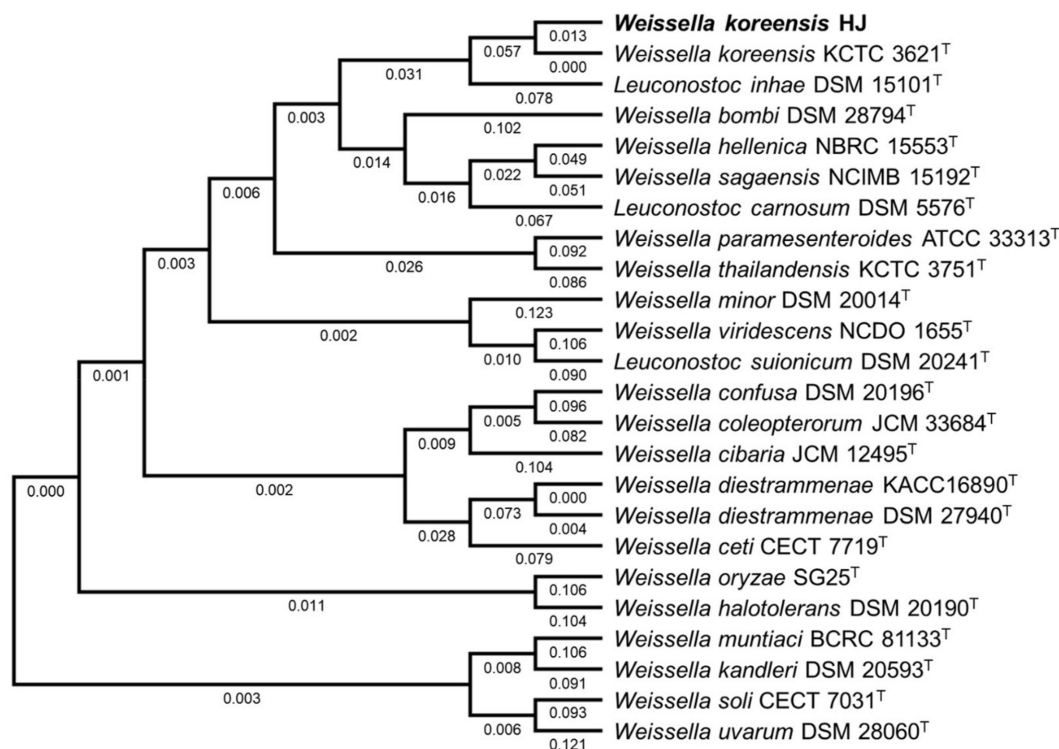 Weissella koreensis HJ
0.013
0.057
Weissella koreensis KCTC 3621ᵀ
0.000
0.031
Leuconostoc inhae DSM 15101ᵀ
0.078
0.003
Weissella bombi DSM 28794ᵀ
0.102
Weissella hellenica NBRC 15553ᵀ
0.049
0.014
0.022
Weissella sagaensis NCIMB 15192ᵀ
0.051
0.006
0.016
Leuconostoc carnosum DSM 5576ᵀ
0.067
Weissella paramesenteroides ATCC 33313ᵀ
0.092
0.003
0.026
Weissella thailandensis KCTC 3751ᵀ
0.086
Weissella minor DSM 20014ᵀ
0.123
0.002
Weissella viridescens NCDO 1655ᵀ
0.106
0.010
Leuconostoc suionicum DSM 20241ᵀ
0.090
0.001
Weissella confusa DSM 20196ᵀ
0.096
0.005
Weissella coleopterorum JCM 33684ᵀ
0.082
0.009
Weissella cibaria JCM 12495ᵀ
0.104
0.000
0.002
Weissella diestrammenae KACC16890ᵀ
0.000
0.073
Weissella diestrammenae DSM 27940ᵀ
0.004
0.028
Weissella ceti CECT 7719ᵀ
0.079
Weissella oryzae SG25ᵀ
0.106
0.011
Weissella halotolerans DSM 20190ᵀ
0.104
Weissella muntiaci BCRC 81133ᵀ
0.106
0.008
Weissella kandleri DSM 20593ᵀ
0.091
0.003
Weissella soli CECT 7031ᵀ
0.093
0.006
Weissella uvarum DSM 28060ᵀ
0.121